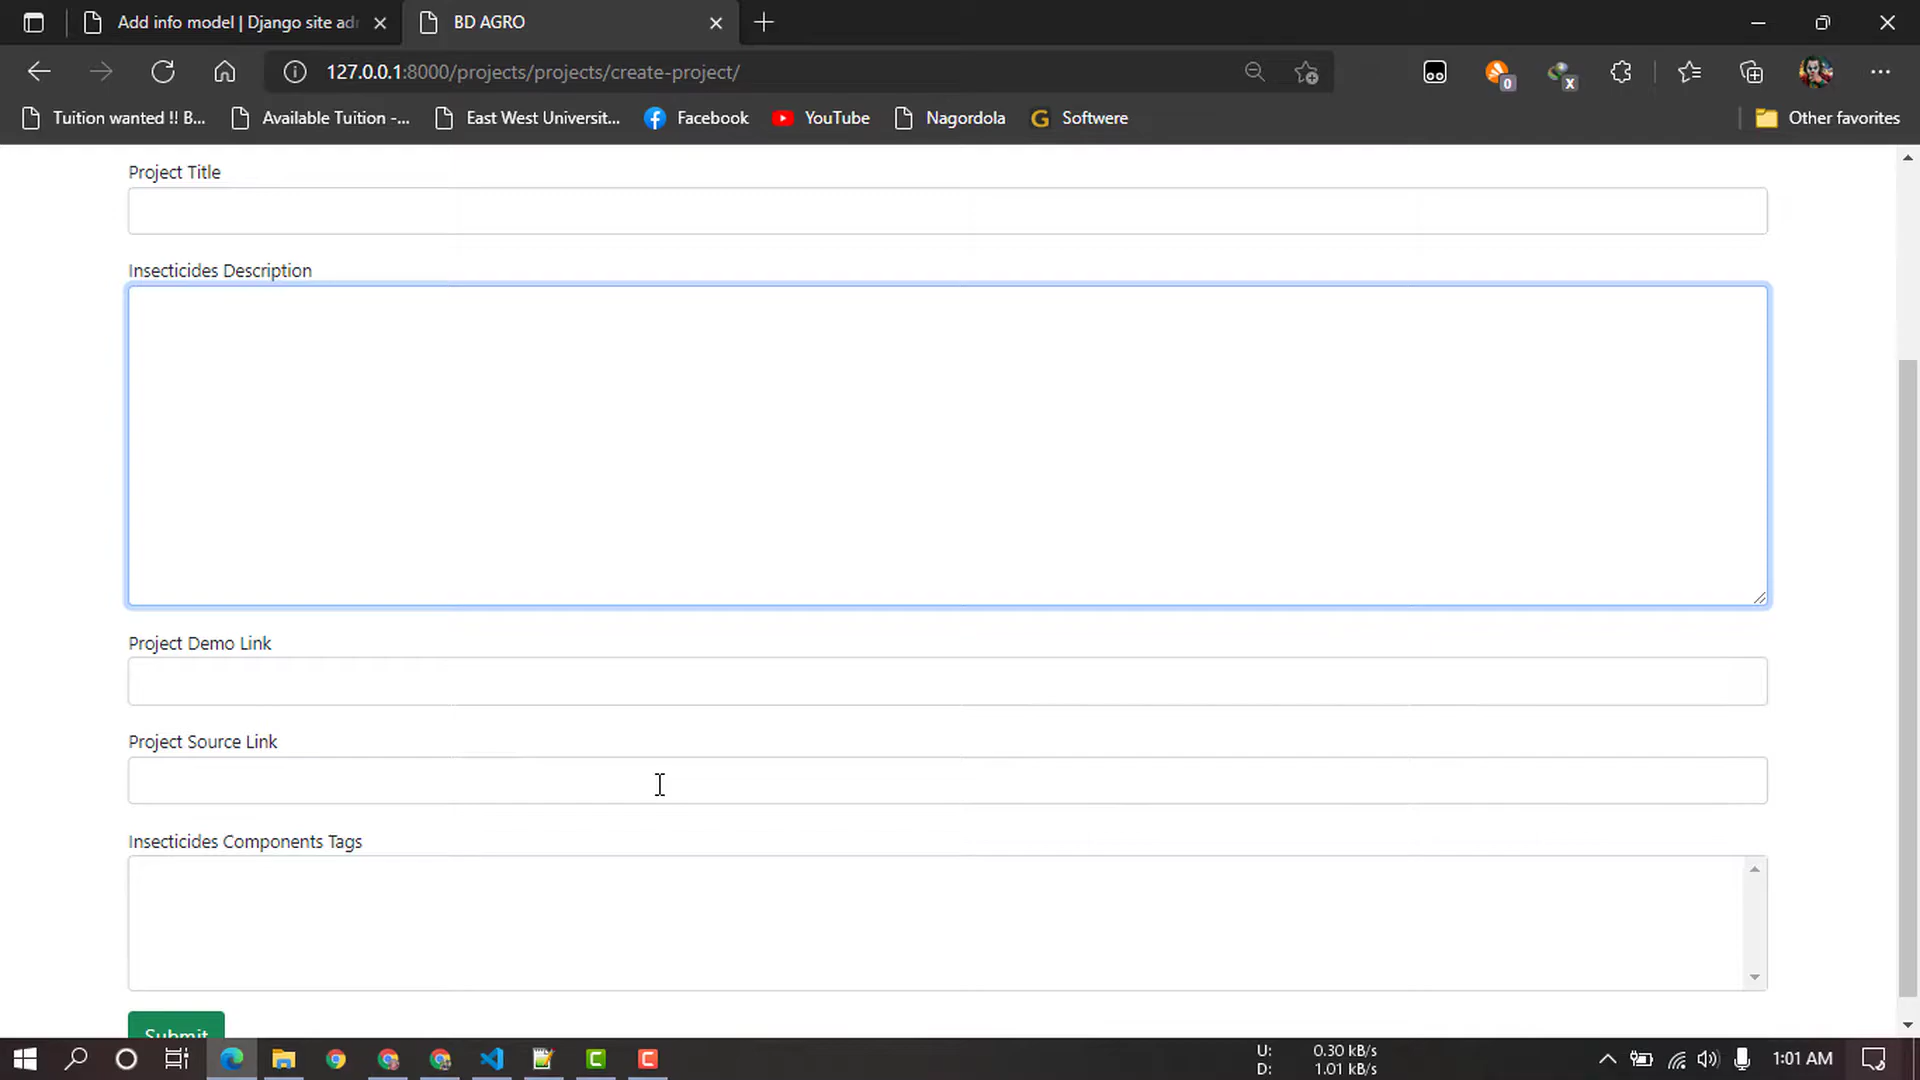 Add info model | Django site adr
BD AGRO
127.0.0.1:8000/projects/projects/create-project/
0
x
Tuition wanted !! B...
Available Tuition -...
East West Universit...
Facebook
YouTube
Nagordola
G
Softwere
Other favorites
Project Title
Insecticides Description
Project Demo Link
Project Source Link
Insecticides Components Tags
Submit
C
C
U: 0.30 kB/s
D: 1.01 kB/s
1:01 AM